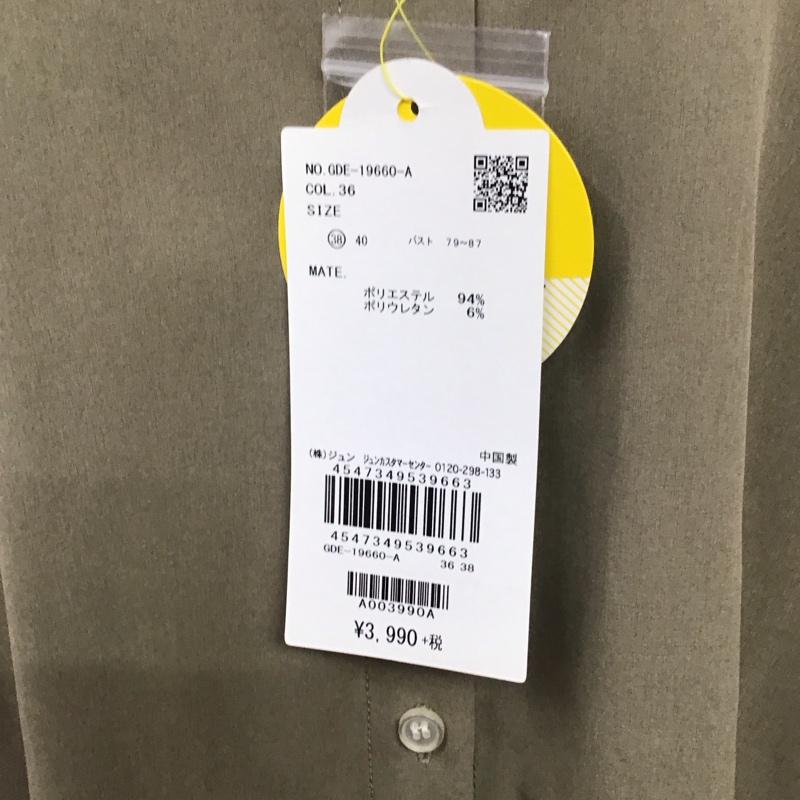 NO.GDE-19660-A
COL.36
SIZE
38 40 バスト 79~87
MATE.
ポリエステル 94%
ポリウレタン 6%
中国製
(株)ジュン ジュンカスタマーセンター 0120-298-133
4547349539663
4547349539663
GDE-19660-A 36 38
A003990A
¥3,990+税